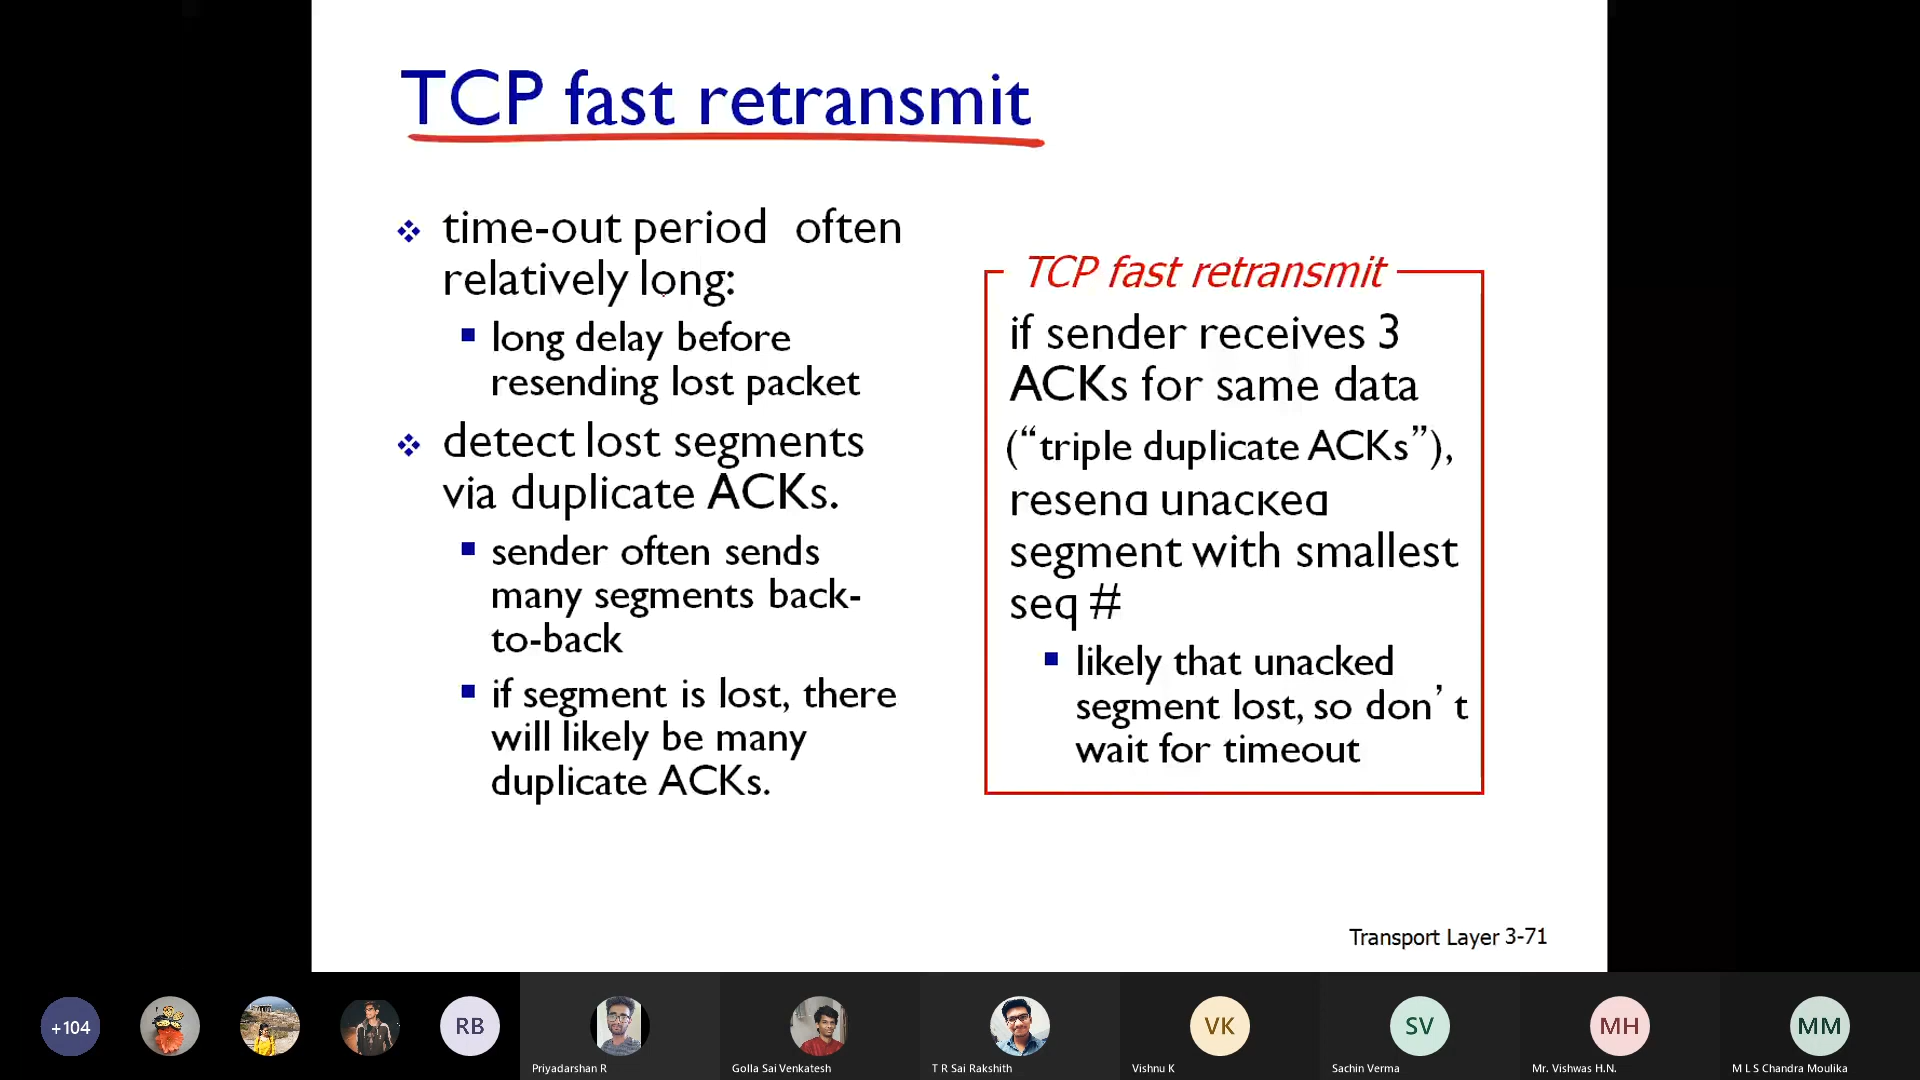 TCP fast retransmit
time-out period often
relatively long:
long delay before
resending lost packet
detect lost segments
via duplicate ACKs.
sender often sends
many segments back-
to-back
if segment is lost, there
will likely be many
duplicate ACKs.
TCP fast retransmit
if sender receives 3
ACKs for same data
(“triple duplicate ACKs”),
resend unacked
segment with smallest
seq #
likely that unacked
segment lost, so don’t
wait for timeout
Transport Layer 3-71
+104
RB
VK
SV
MH
MM
Priyadarshan R
Golla Sai Venkatesh
T R Sai Rakshith
Vishnu K
Sachin Verma
Mr. Vishwas H.N.
M L S Chandra Moulika